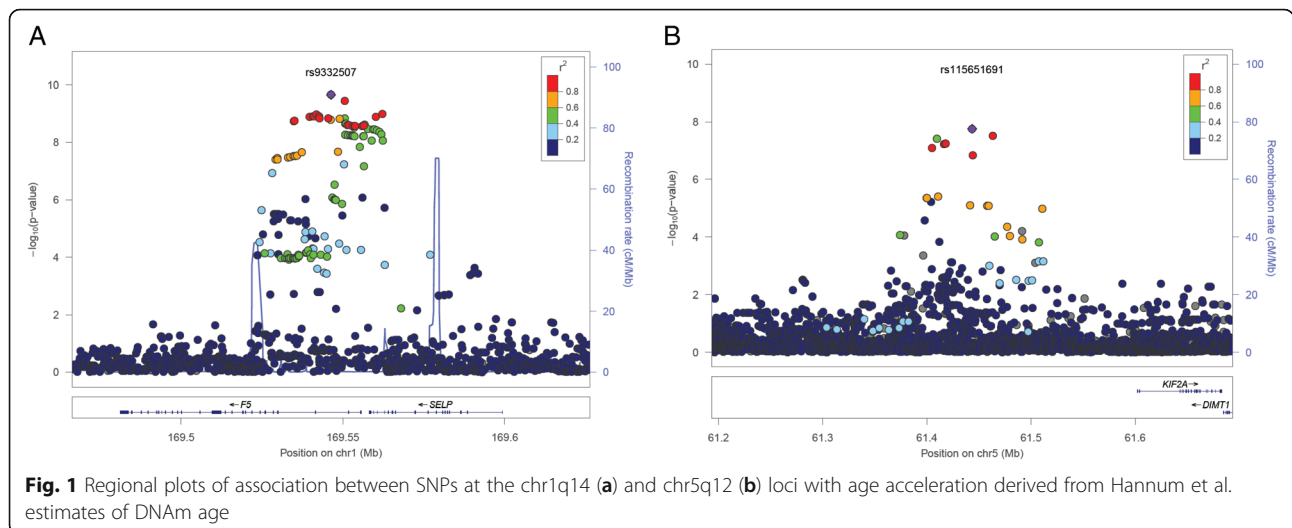 A
rs9332507
10
8
6
4
2
0
−log10(p−value)
r2
0.8
0.6
0.4
0.2
100
80
60
40
20
0
Recombination rate (cM/Mb)
F5
SELP
169.5
169.55
169.6
Position on chr1 (Mb)
B
rs115651691
10
8
6
4
2
0
−log10(p−value)
r2
0.8
0.6
0.4
0.2
100
80
60
40
20
0
Recombination rate (cM/Mb)
KIF2A
DIMT1
61.2
61.3
61.4
61.5
61.6
Position on chr5 (Mb)
Fig. 1 Regional plots of association between SNPs at the chr1q14 (a) and chr5q12 (b) loci with age acceleration derived from Hannum et al.
estimates of DNAm age